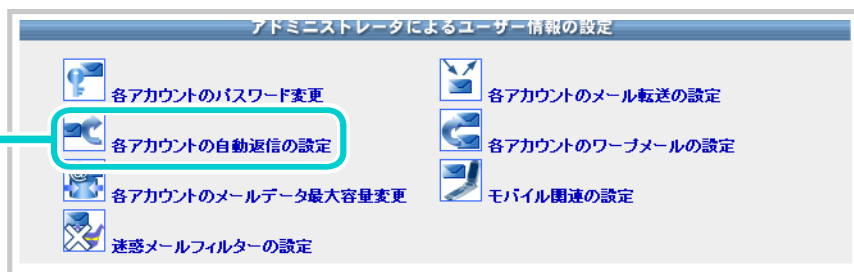 アドミニストレータによるユーザー情報の設定
各アカウントのパスワード変更
各アカウントのメール転送の設定
各アカウントの自動返信の設定
各アカウントのワープメールの設定
各アカウントのメールデータ最大容量変更
モバイル関連の設定
迷惑メールフィルターの設定